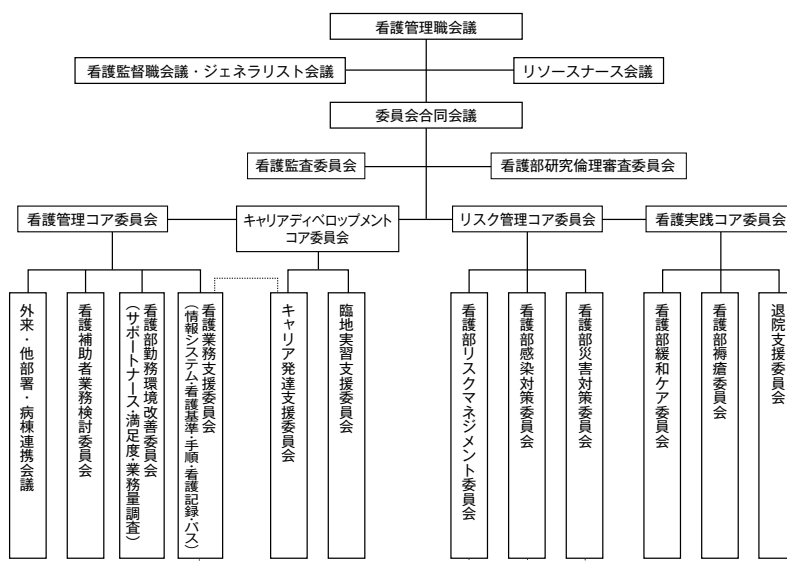 看護管理職会議
看護監督職会議・ジェネラリスト会議
リソースナース会議
委員会合同会議
看護監査委員会
看護部研究倫理審査委員会
看護管理コア委員会
キャリアディベロップメント
コア委員会
リスク管理コア委員会
看護実践コア委員会
外来・他部署・病棟連携会議
看護補助者業務検討委員会
看護部勤務環境改善委員会
（サポートナース・満足度・業務量調査）
看護業務支援委員会
（情報システム・看護基準・手順・看護記録・パス）
キャリア発達支援委員会
臨地実習支援委員会
看護部リスクマネジメント委員会
看護部感染対策委員会
看護部災害対策委員会
看護部緩和ケア委員会
看護部褥瘡委員会
退院支援委員会